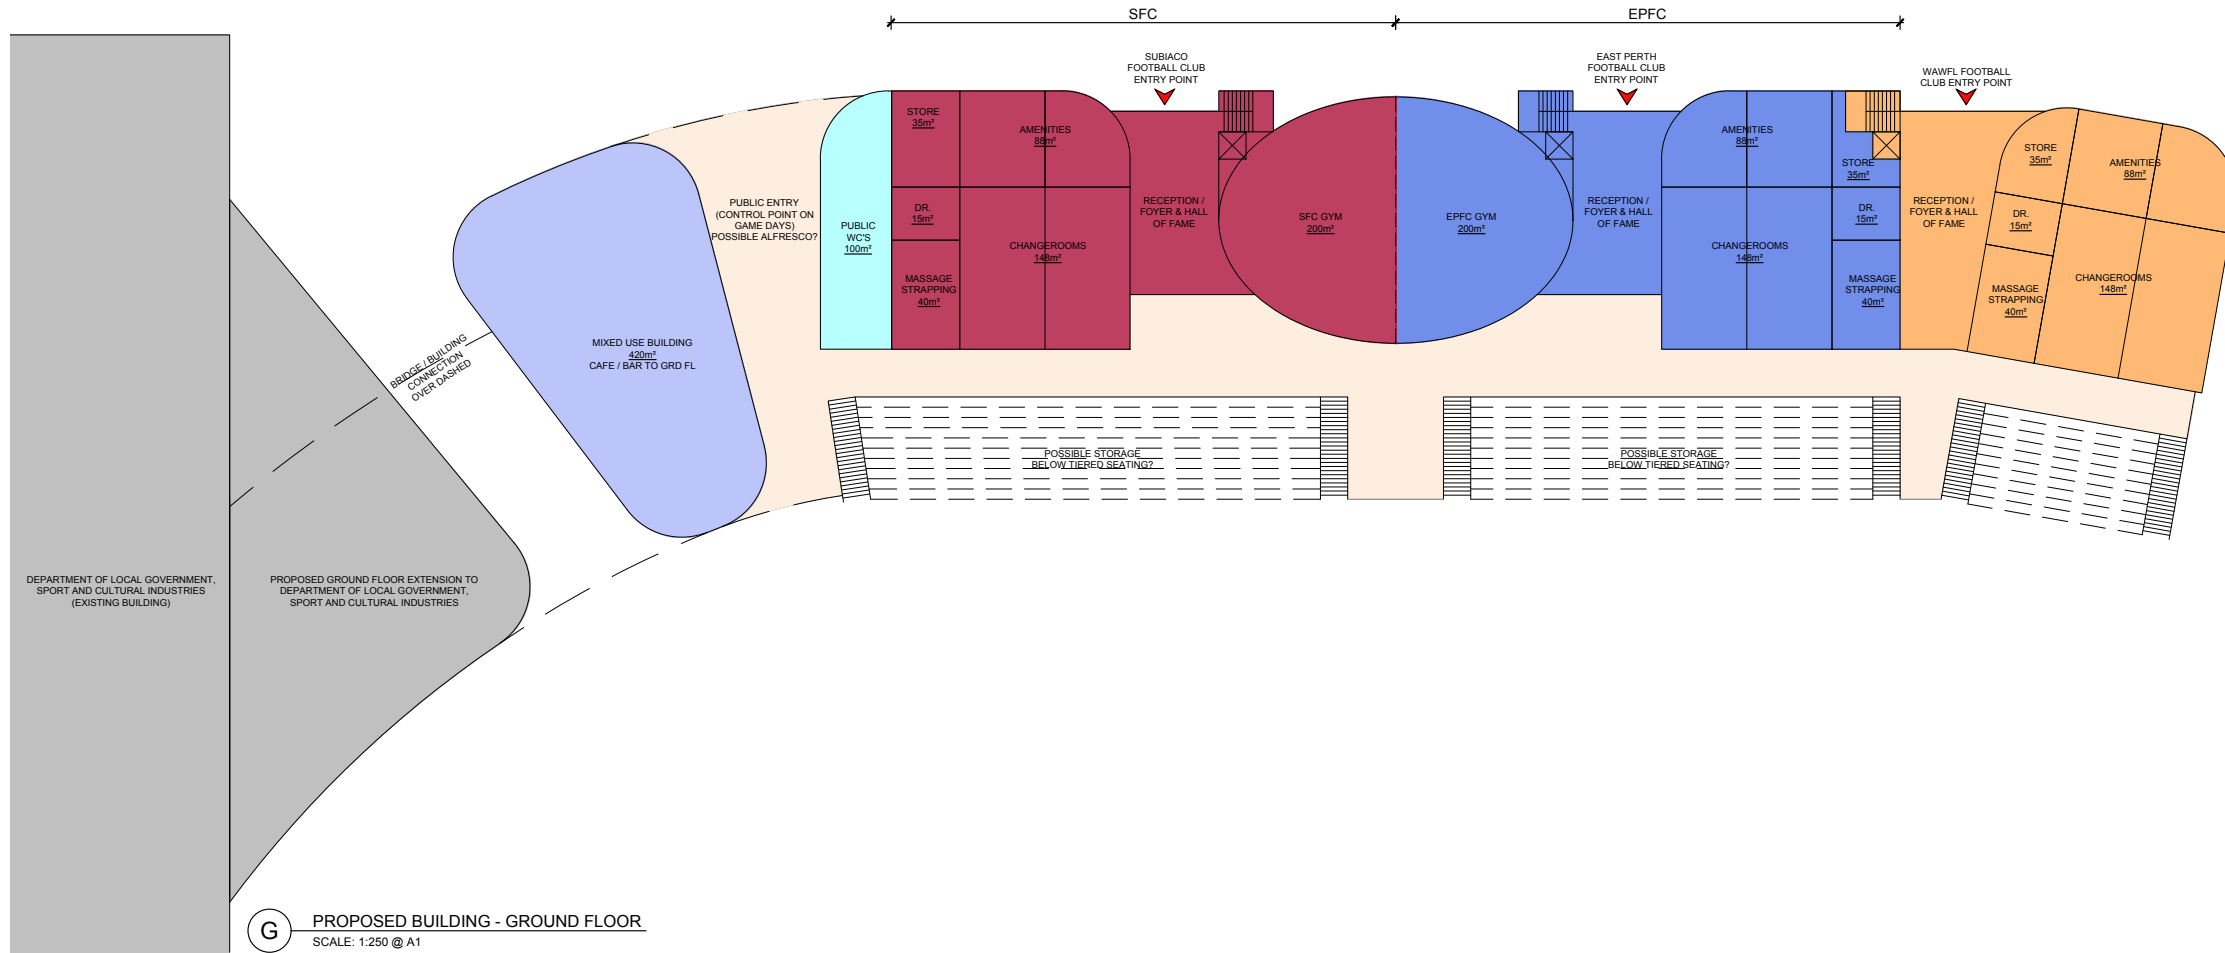 SFC
EPFC
SUBIACO
FOOTBALL CLUB
ENTRY POINT
EAST PERTH
FOOTBALL CLUB
ENTRY POINT
WAWFL FOOTBALL
CLUB ENTRY POINT
STORE
35m²
AMENITIES
88m²
DR.
15m²
MASSAGE
STRAPPING
40m²
CHANGEROOMS
148m²
RECEPTION /
FOYER & HALL
OF FAME
SFC GYM
200m²
EPFC GYM
200m²
RECEPTION /
FOYER & HALL
OF FAME
AMENITIES
88m²
STORE
35m²
DR.
15m²
CHANGEROOMS
148m²
MASSAGE
STRAPPING
40m²
RECEPTION /
FOYER & HALL
OF FAME
STORE
35m²
AMENITIES
88m²
DR.
15m²
MASSAGE
STRAPPING
40m²
CHANGEROOMS
148m²
PUBLIC ENTRY
(CONTROL POINT ON
GAME DAYS)
POSSIBLE ALFRESCO?
PUBLIC
WC'S
100m²
MIXED USE BUILDING
420m²
CAFE / BAR TO GRD FL
BRIDGE / BUILDING
CONNECTION
OVER DASHED
POSSIBLE STORAGE
BELOW TIERED SEATING?
POSSIBLE STORAGE
BELOW TIERED SEATING?
DEPARTMENT OF LOCAL GOVERNMENT,
SPORT AND CULTURAL INDUSTRIES
(EXISTING BUILDING)
PROPOSED GROUND FLOOR EXTENSION TO
DEPARTMENT OF LOCAL GOVERNMENT,
SPORT AND CULTURAL INDUSTRIES
G
PROPOSED BUILDING - GROUND FLOOR
SCALE: 1:250 @ A1